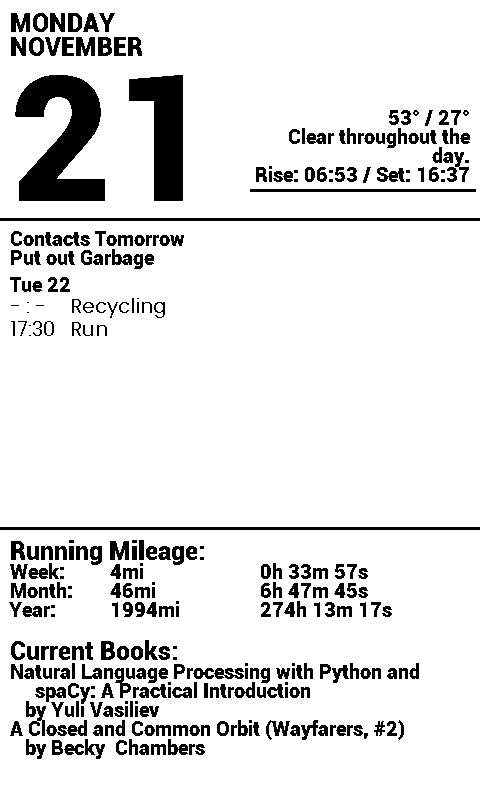 MONDAY
NOVEMBER
21
53° / 27°
Clear throughout the
day.
Rise: 06:53 / Set: 16:37
Contacts Tomorrow
Put out Garbage
Tue 22
- : - Recycling
17:30 Run
Running Mileage:
Week: 4mi 0h 33m 57s
Month: 46mi 6h 47m 45s
Year: 1994mi 274h 13m 17s
Current Books:
Natural Language Processing with Python and
spaCy: A Practical Introduction
by Yuli Vasiliev
A Closed and Common Orbit (Wayfarers, #2)
by Becky  Chambers